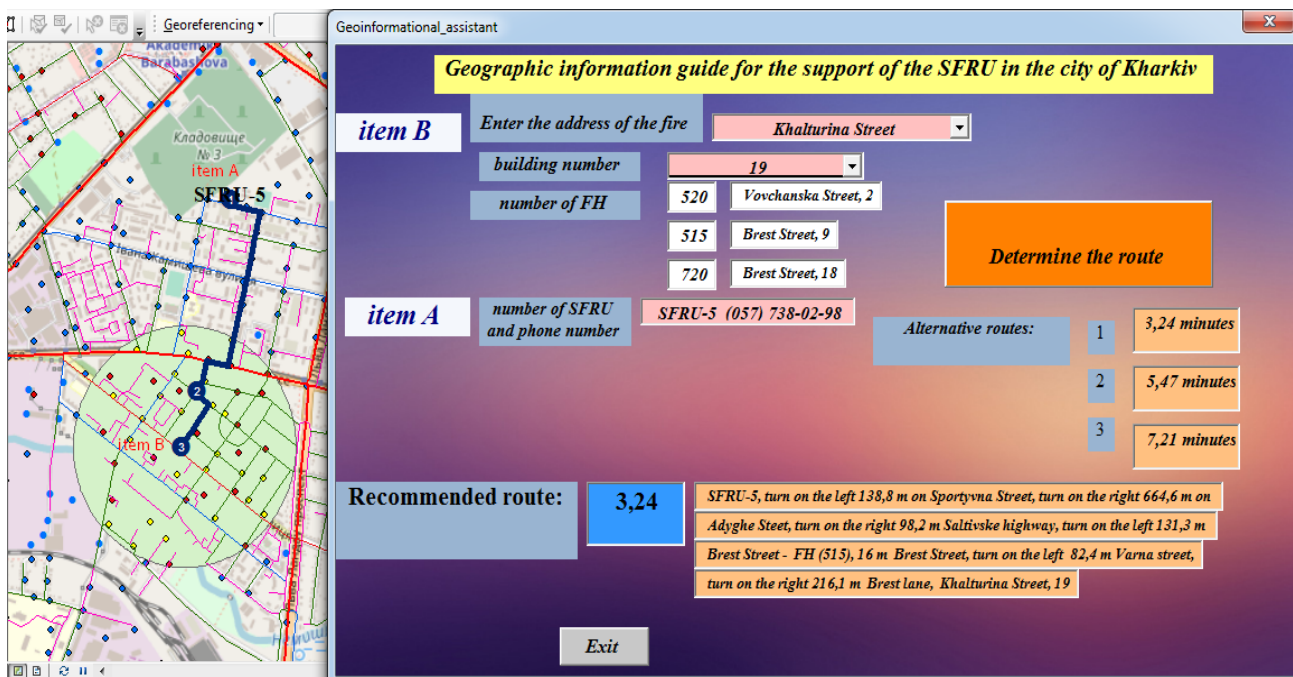 Georeferencing
Akademika
Barabashova
Кладовище
№ 3
item A
SFRU-5
Івана Камишева вулиця
2
item B
3
Geoinformational_assistant
Geographic information guide for the support of the SFRU in the city of Kharkiv
item B
Enter the address of the fire
Khalturina Street
building number
19
number of FH
520
Vovchanska Street, 2
515
Brest Street, 9
720
Brest Street, 18
Determine the route
item A
number of SFRU
and phone number
SFRU-5 (057) 738-02-98
Alternative routes:
1
3,24 minutes
2
5,47 minutes
3
7,21 minutes
Recommended route:
3,24
SFRU-5, turn on the left 138,8 m on Sportyvna Street, turn on the right 664,6 m on
Adyghe Steet, turn on the right 98,2 m Saltivske highway, turn on the left 131,3 m
Brest Street - FH (515), 16 m Brest Street, turn on the left 82,4 m Varna street,
turn on the right 216,1 m Brest lane, Khalturina Street, 19
Exit